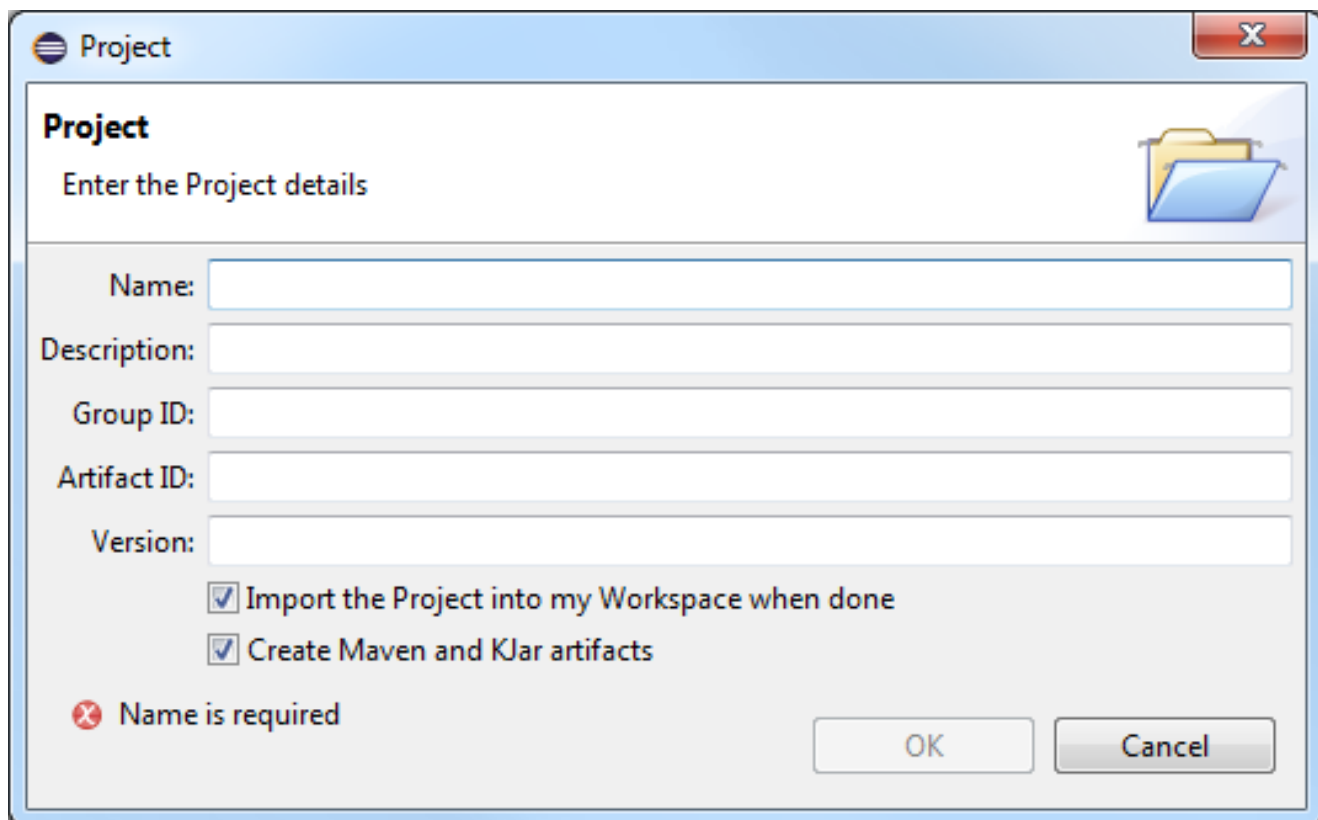 Project
Project
Enter the Project details
Name:
Description:
Group ID:
Artifact ID:
Version:
Import the Project into my Workspace when done
Create Maven and KJar artifacts
Name is required
OK Cancel